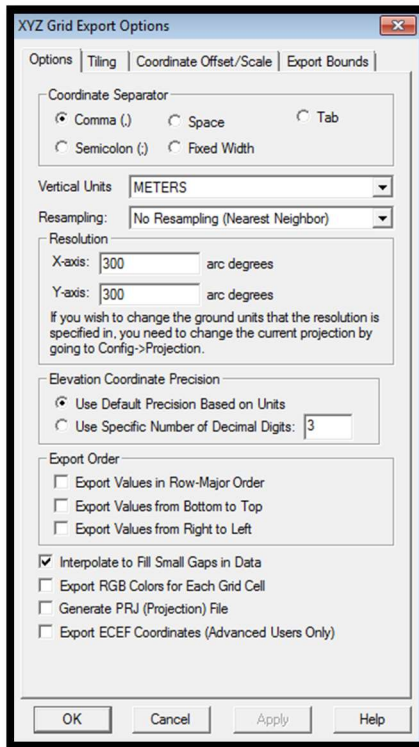 XYZ Grid Export Options
Options Tiling Coordinate Offset/Scale Export Bounds
Coordinate Separator
Comma (,) Space Tab
Semicolon (;) Fixed Width
Vertical Units METERS
Resampling: No Resampling (Nearest Neighbor)
Resolution
X-axis: 300 arc degrees
Y-axis: 300 arc degrees
If you wish to change the ground units that the resolution is
specified in, you need to change the current projection by
going to Config->Projection.
Elevation Coordinate Precision
Use Default Precision Based on Units
Use Specific Number of Decimal Digits: 3
Export Order
Export Values in Row-Major Order
Export Values from Bottom to Top
Export Values from Right to Left
Interpolate to Fill Small Gaps in Data
Export RGB Colors for Each Grid Cell
Generate PRJ (Projection) File
Export ECEF Coordinates (Advanced Users Only)
OK Cancel Apply Help